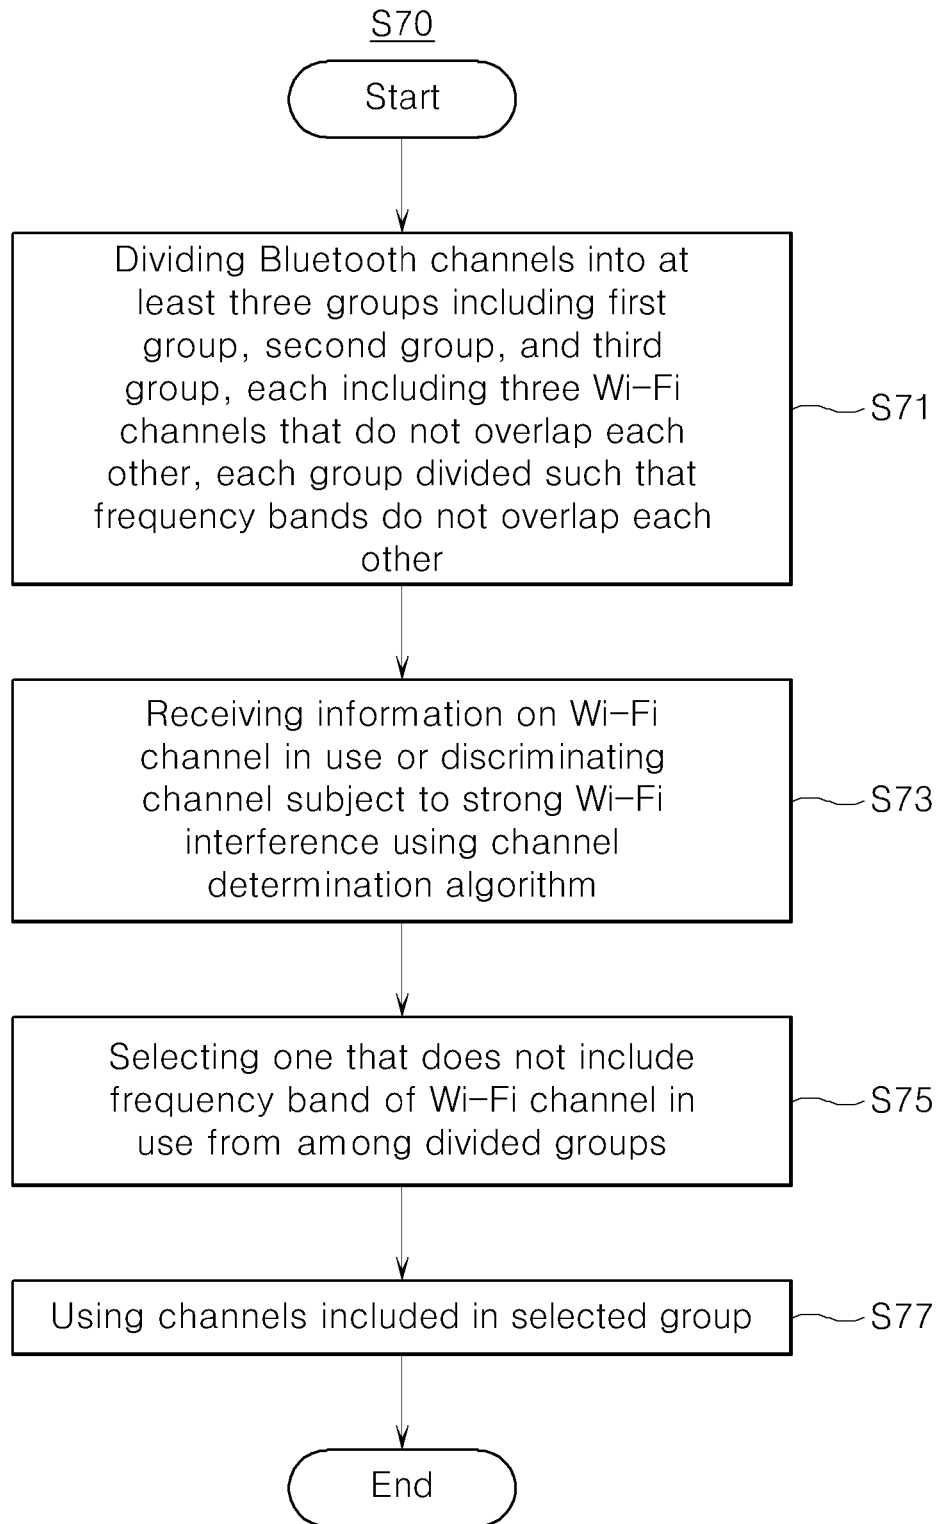 S70
Start
Dividing Bluetooth channels into at
least three groups including first
group, second group, and third
group, each including three Wi-Fi
channels that do not overlap each
other, each group divided such that
frequency bands do not overlap each
other
S71
Receiving information on Wi-Fi
channel in use or discriminating
channel subject to strong Wi-Fi
interference using channel
determination algorithm
S73
Selecting one that does not include
frequency band of Wi-Fi channel in
use from among divided groups
S75
Using channels included in selected group
S77
End